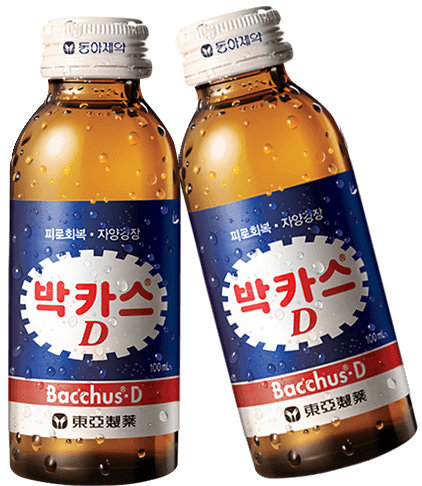 동아제약
피로회복 • 자양강장
박카스®
D
100mL
Bacchus®-D
東亞製薬
동아제약
피로회복 • 자양강장
박카스®
D
100mL
Bacchus®-D
東亞製薬